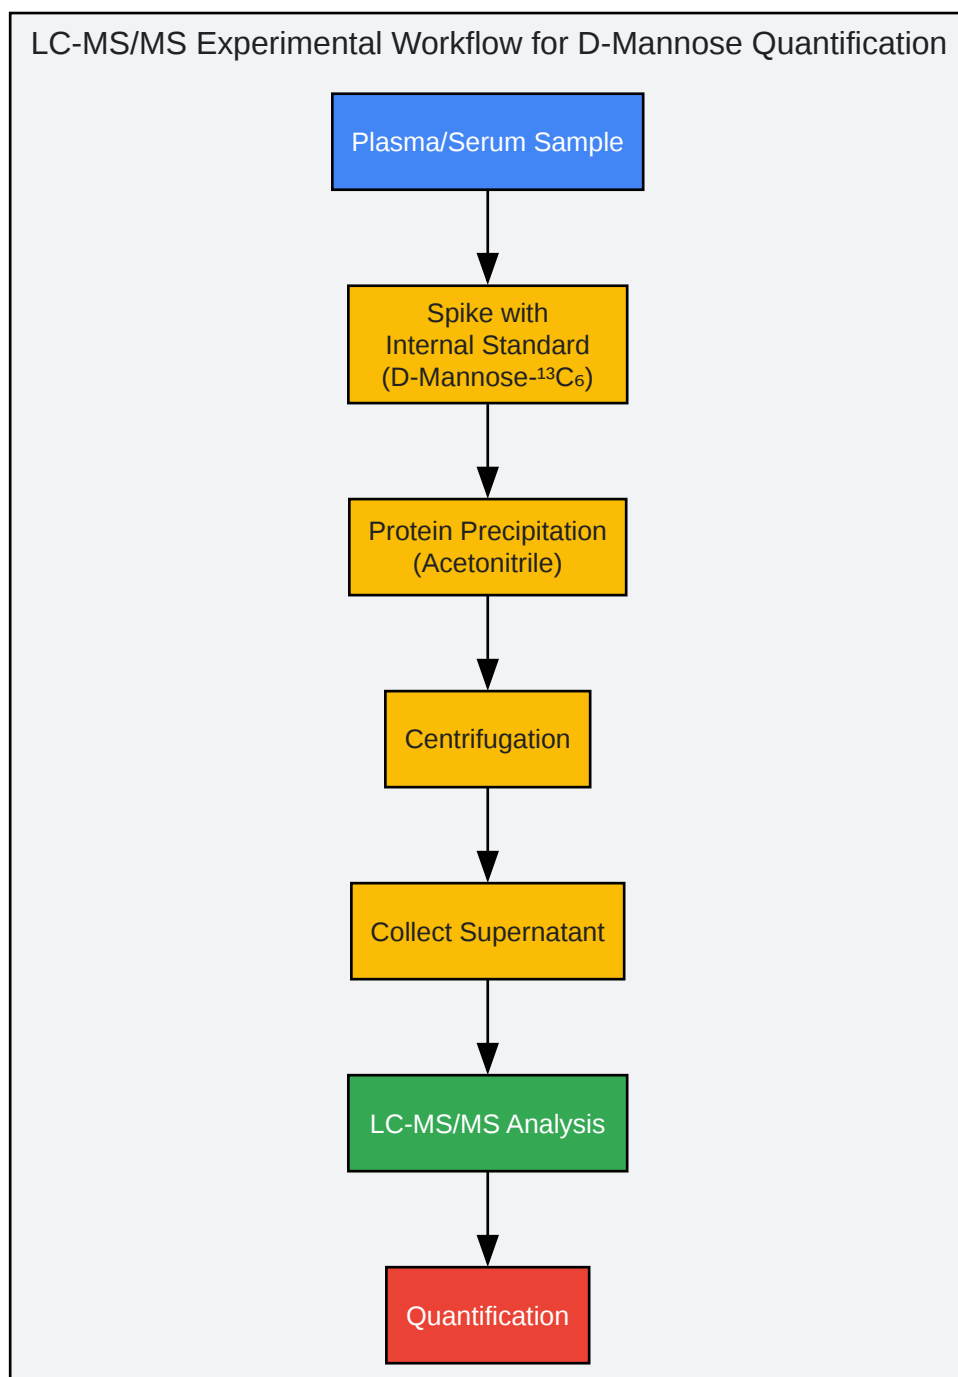 LC-MS/MS Experimental Workflow for D-Mannose Quantification
Plasma/Serum Sample
Spike with
Internal Standard
(D-Mannose-¹³C₆)
Protein Precipitation
(Acetonitrile)
Centrifugation
Collect Supernatant
LC-MS/MS Analysis
Quantification